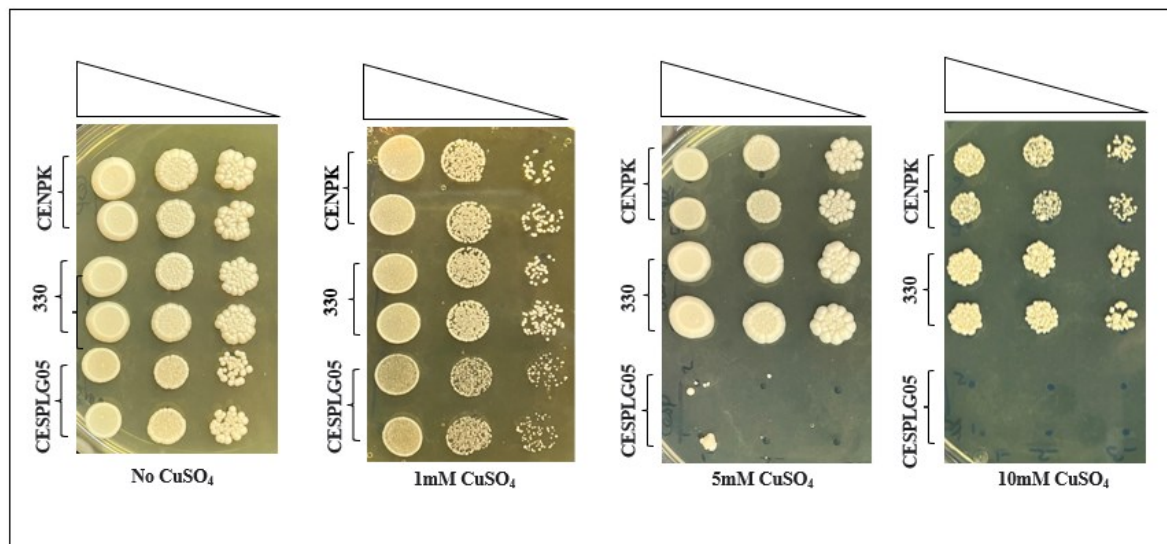 CENPK
330
CESPLG05
No CuSO₄
CENPK
330
CESPLG05
1mM CuSO₄
CENPK
330
CESPLG05
5mM CuSO₄
CENPK
330
CESPLG05
10mM CuSO₄